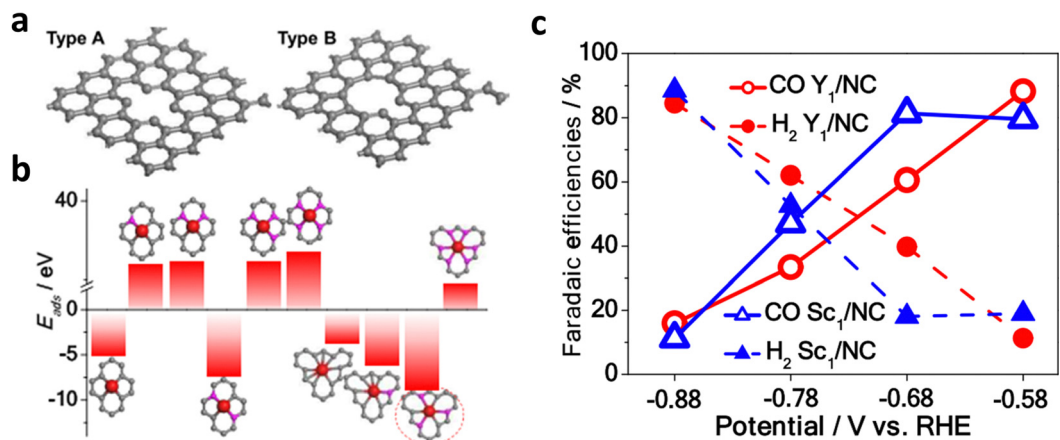 a
Type A
Type B
b
40
0
-5
-10
E_ads / eV
c
100
80
60
40
20
0
Faradaic efficiencies / %
CO Y₁/NC
H₂ Y₁/NC
CO Sc₁/NC
H₂ Sc₁/NC
-0.88 -0.78 -0.68 -0.58
Potential / V vs. RHE